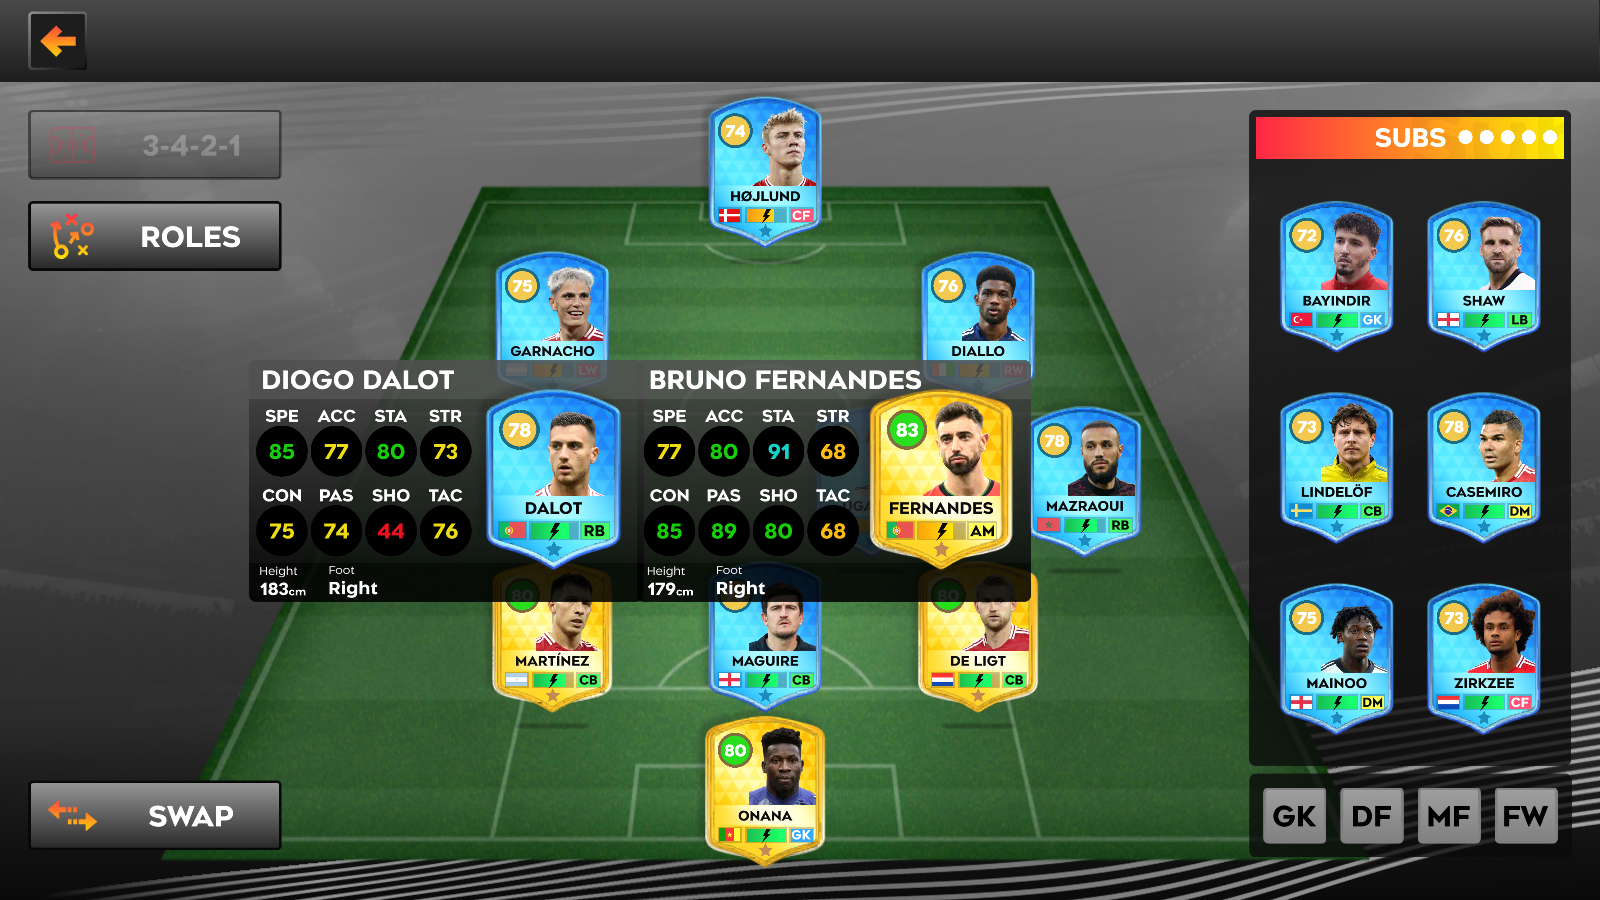 3-4-2-1
ROLES
74
HØJLUND
CF
75
GARNACHO
LW
76
DIALLO
RW
DIOGO DALOT
SPE ACC STA STR
85 77 80 73
CON PAS SHO TAC
75 74 44 76
Height Foot
183cm Right
78
DALOT
RB
BRUNO FERNANDES
SPE ACC STA STR
77 80 91 68
CON PAS SHO TAC
85 89 80 68
Height Foot
179cm Right
83
FERNANDES
AM
78
MAZRAOUI
RB
80
MARTÍNEZ
CB
MAGUIRE
CB
80
DE LIGT
CB
80
ONANA
GK
SWAP
SUBS
72
BAYINDIR
GK
76
SHAW
LB
73
LINDELÖF
CB
78
CASEMIRO
DM
75
MAINOO
DM
73
ZIRKZEE
CF
GK DF MF FW